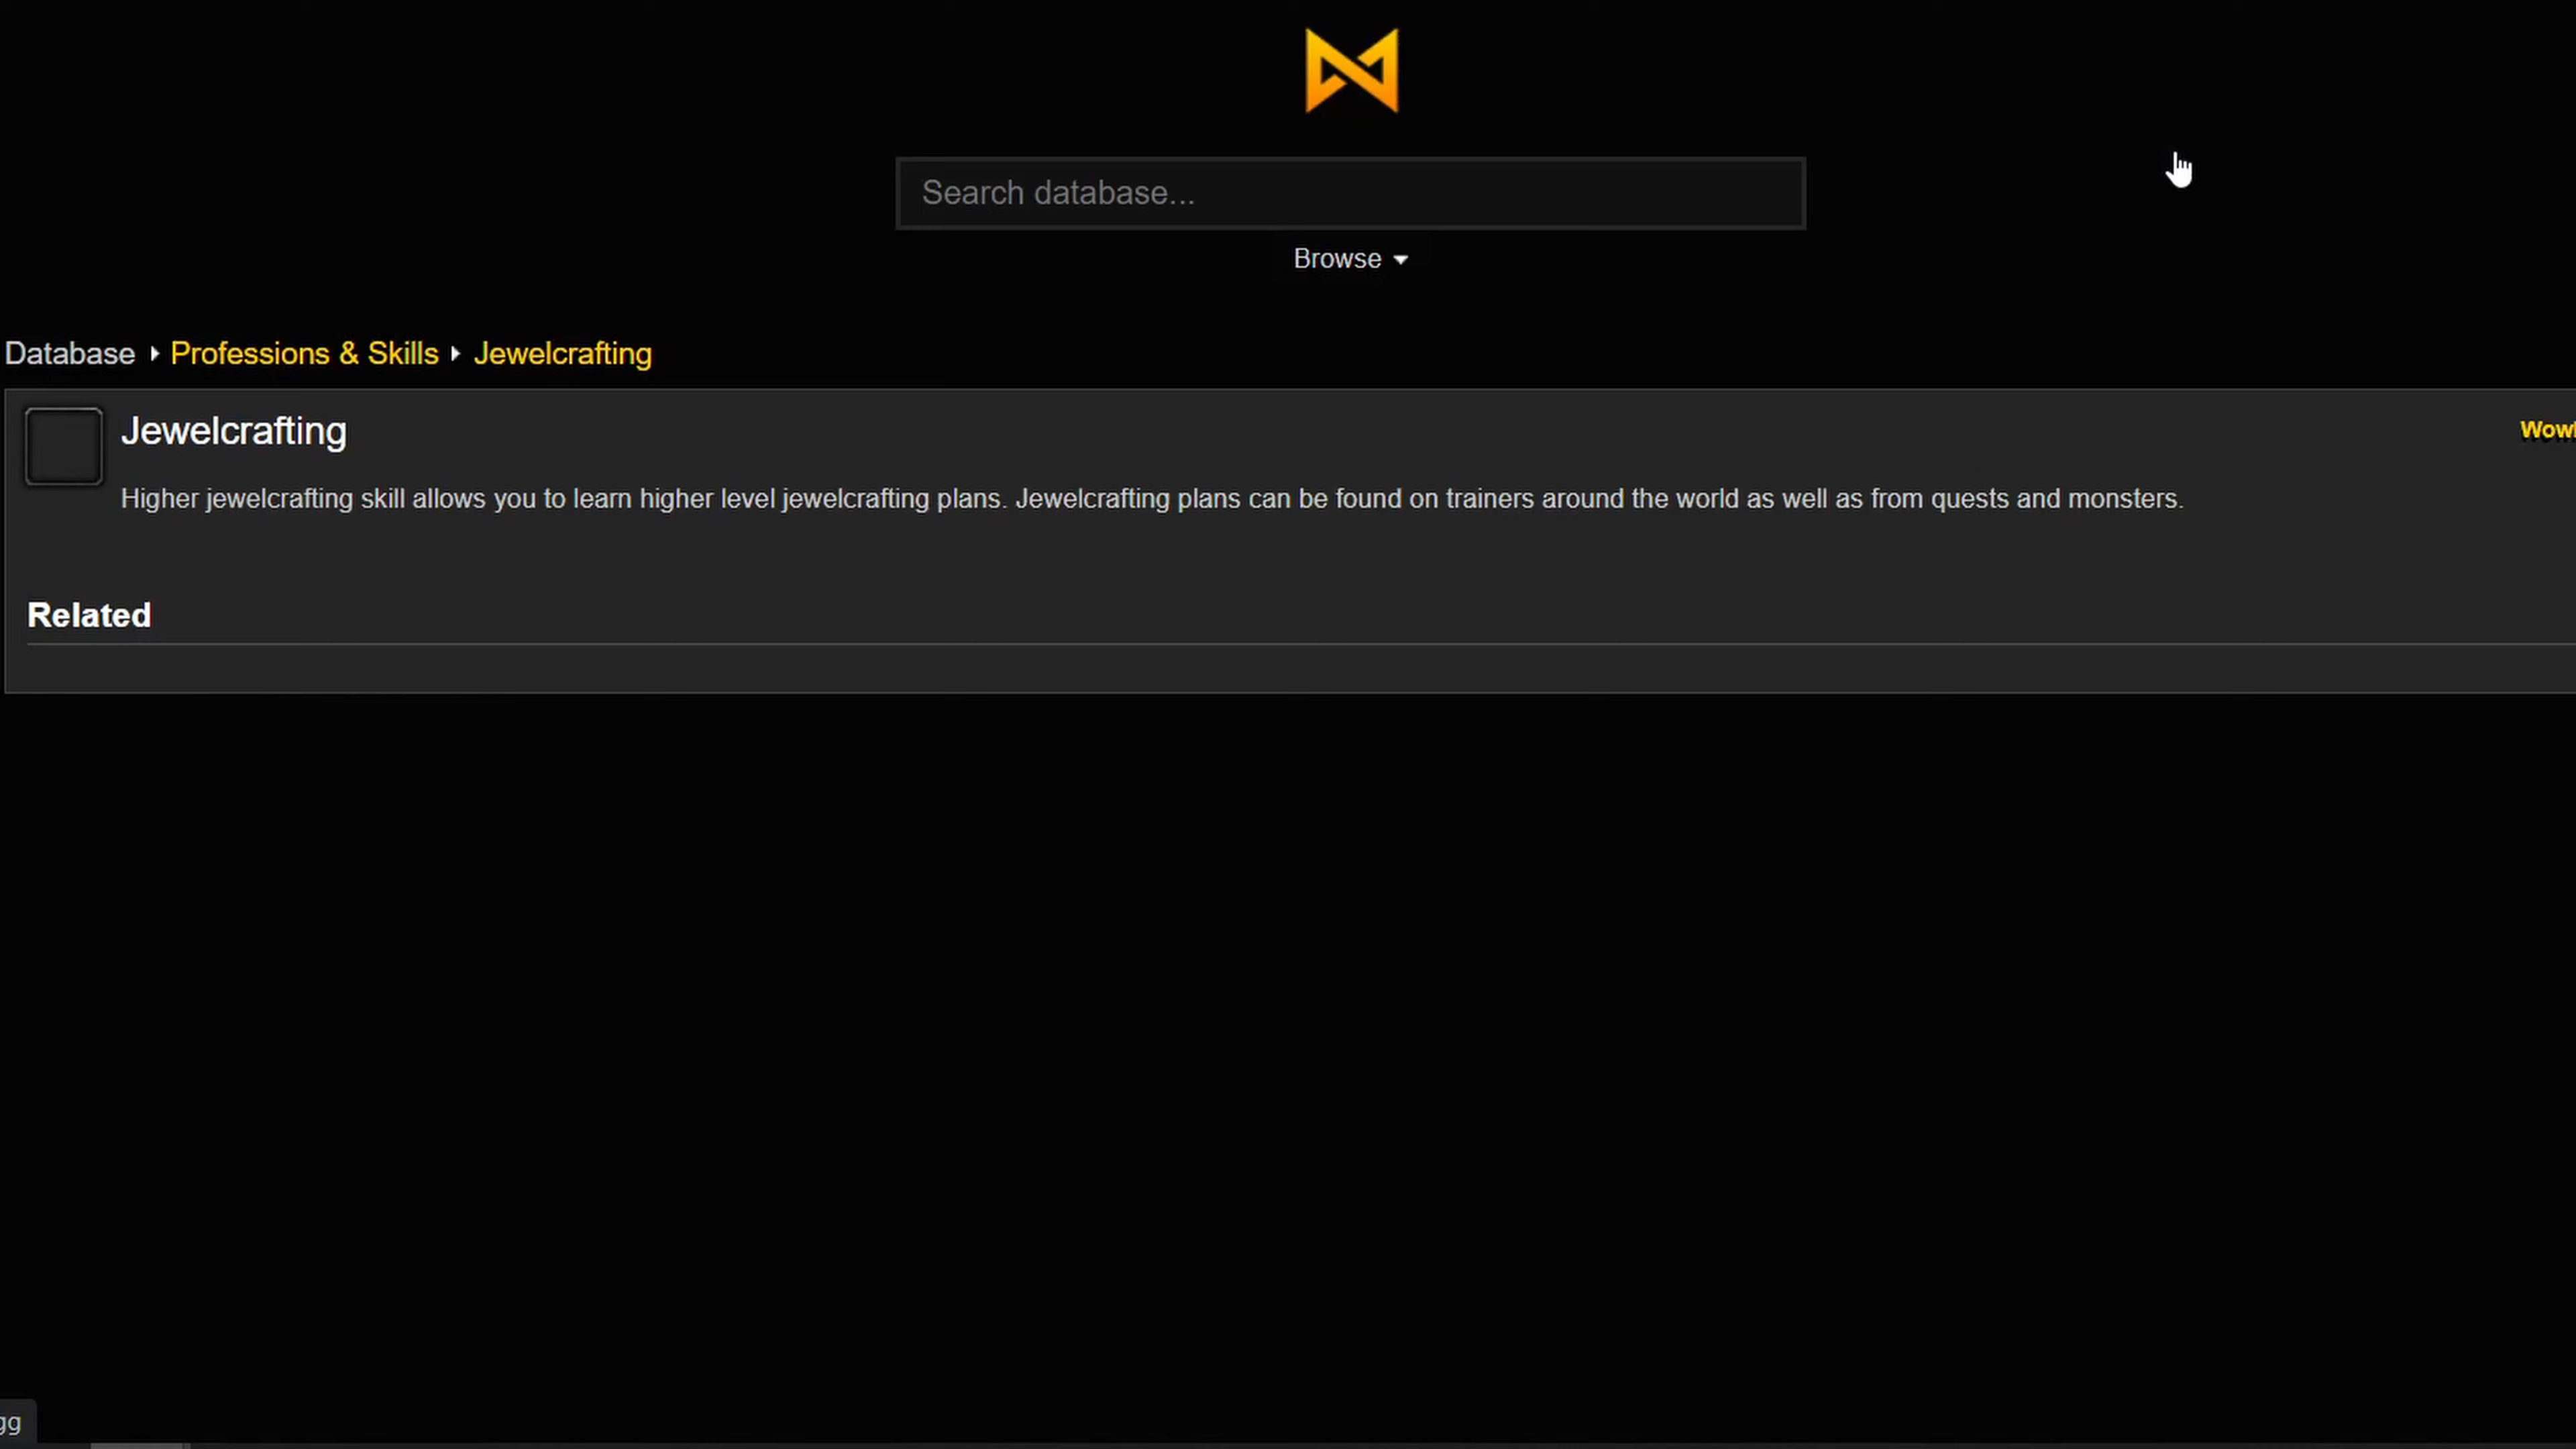 Search database...
Browse
Database Professions & Skills Jewelcrafting
Jewelcrafting
Higher jewelcrafting skill allows you to learn higher level jewelcrafting plans. Jewelcrafting plans can be found on trainers around the world as well as from quests and monsters.
Related
gg